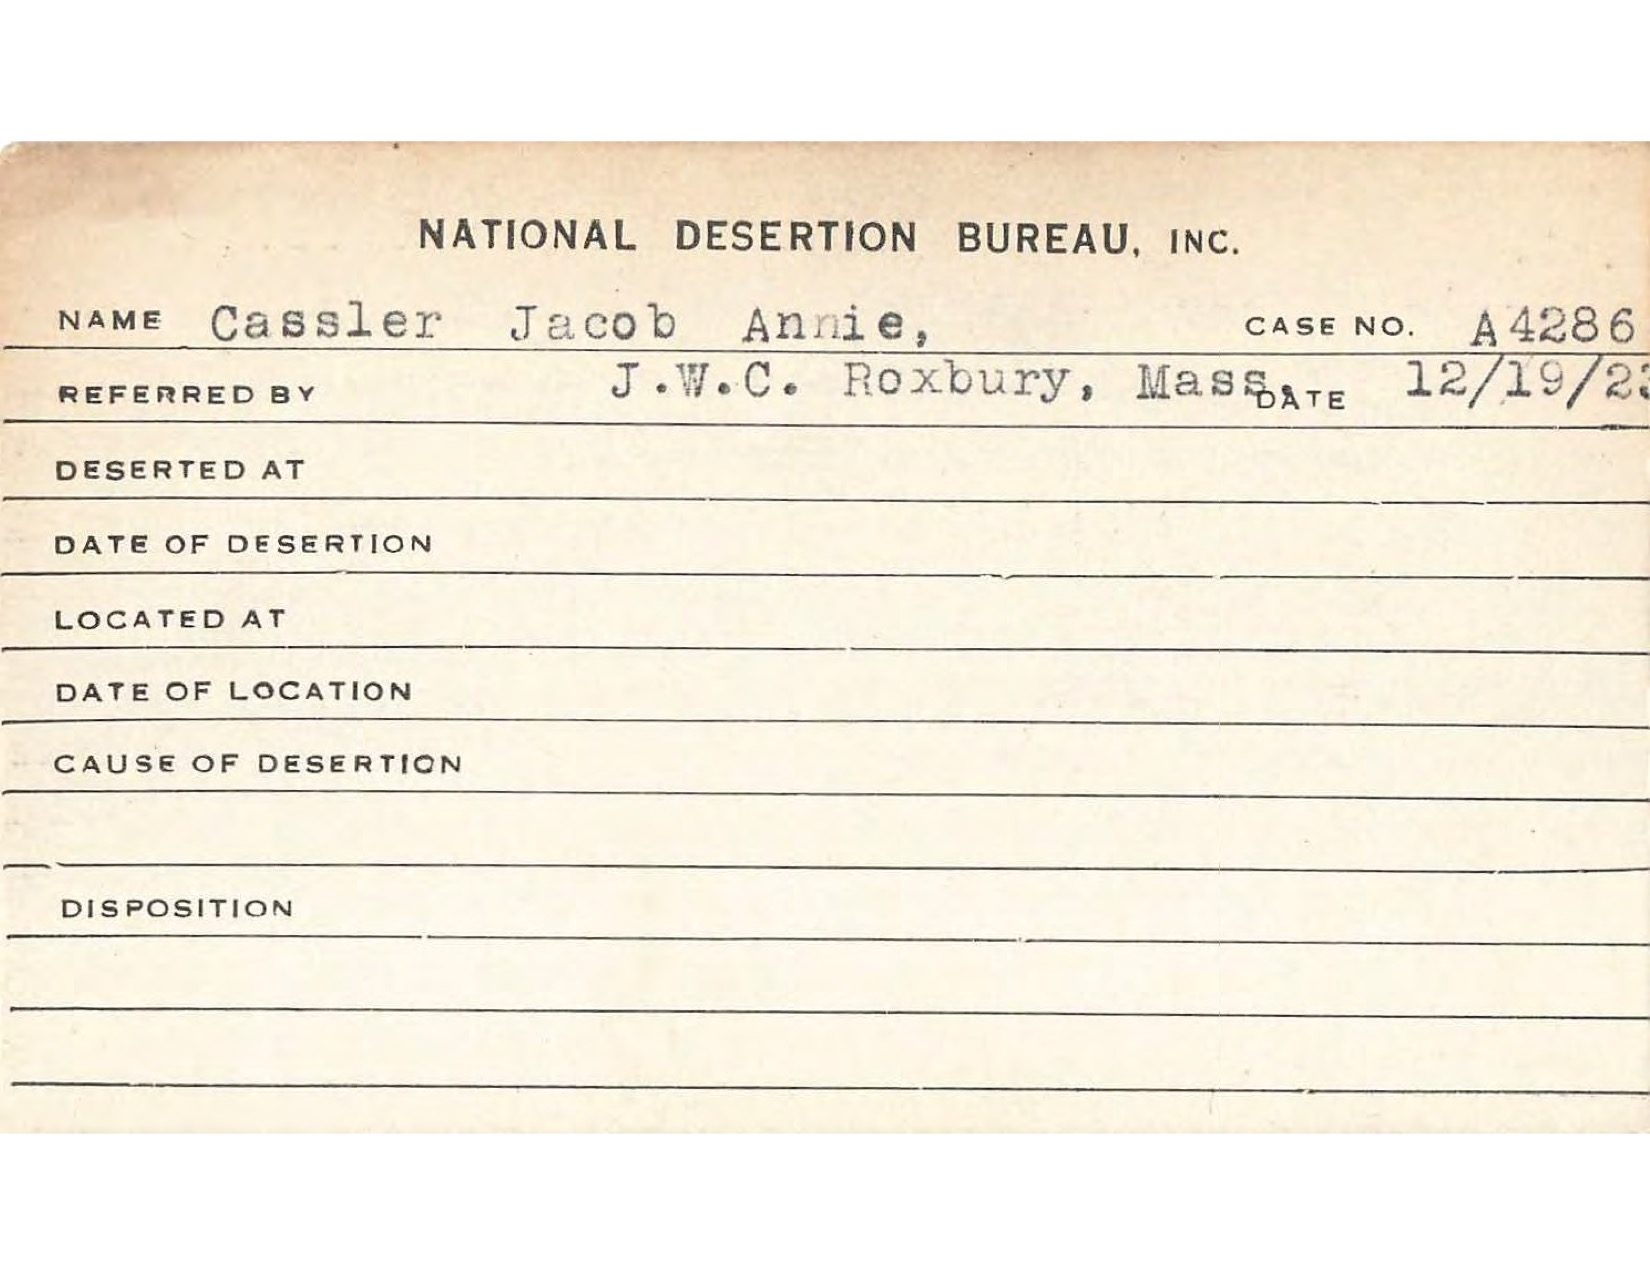 NATIONAL DESERTION BUREAU, INC.
NAME Cassler Jacob Annie, CASE NO. A4286
REFERRED BY J.W.C. Roxbury, Mass. DATE 12/19/23
DESERTED AT
DATE OF DESERTION
LOCATED AT
DATE OF LOCATION
CAUSE OF DESERTION
DISPOSITION